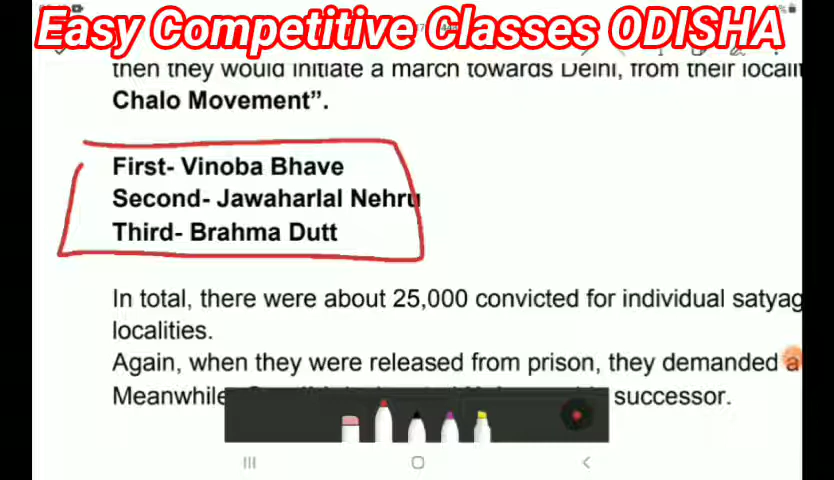 Easy Competitive Classes ODISHA
then they would initiate a march towards Delhi, from their localit
Chalo Movement”.
First- Vinoba Bhave
Second- Jawaharlal Nehru
Third- Brahma Dutt
In total, there were about 25,000 convicted for individual satyag
localities.
Again, when they were released from prison, they demanded a
Meanwhile successor.